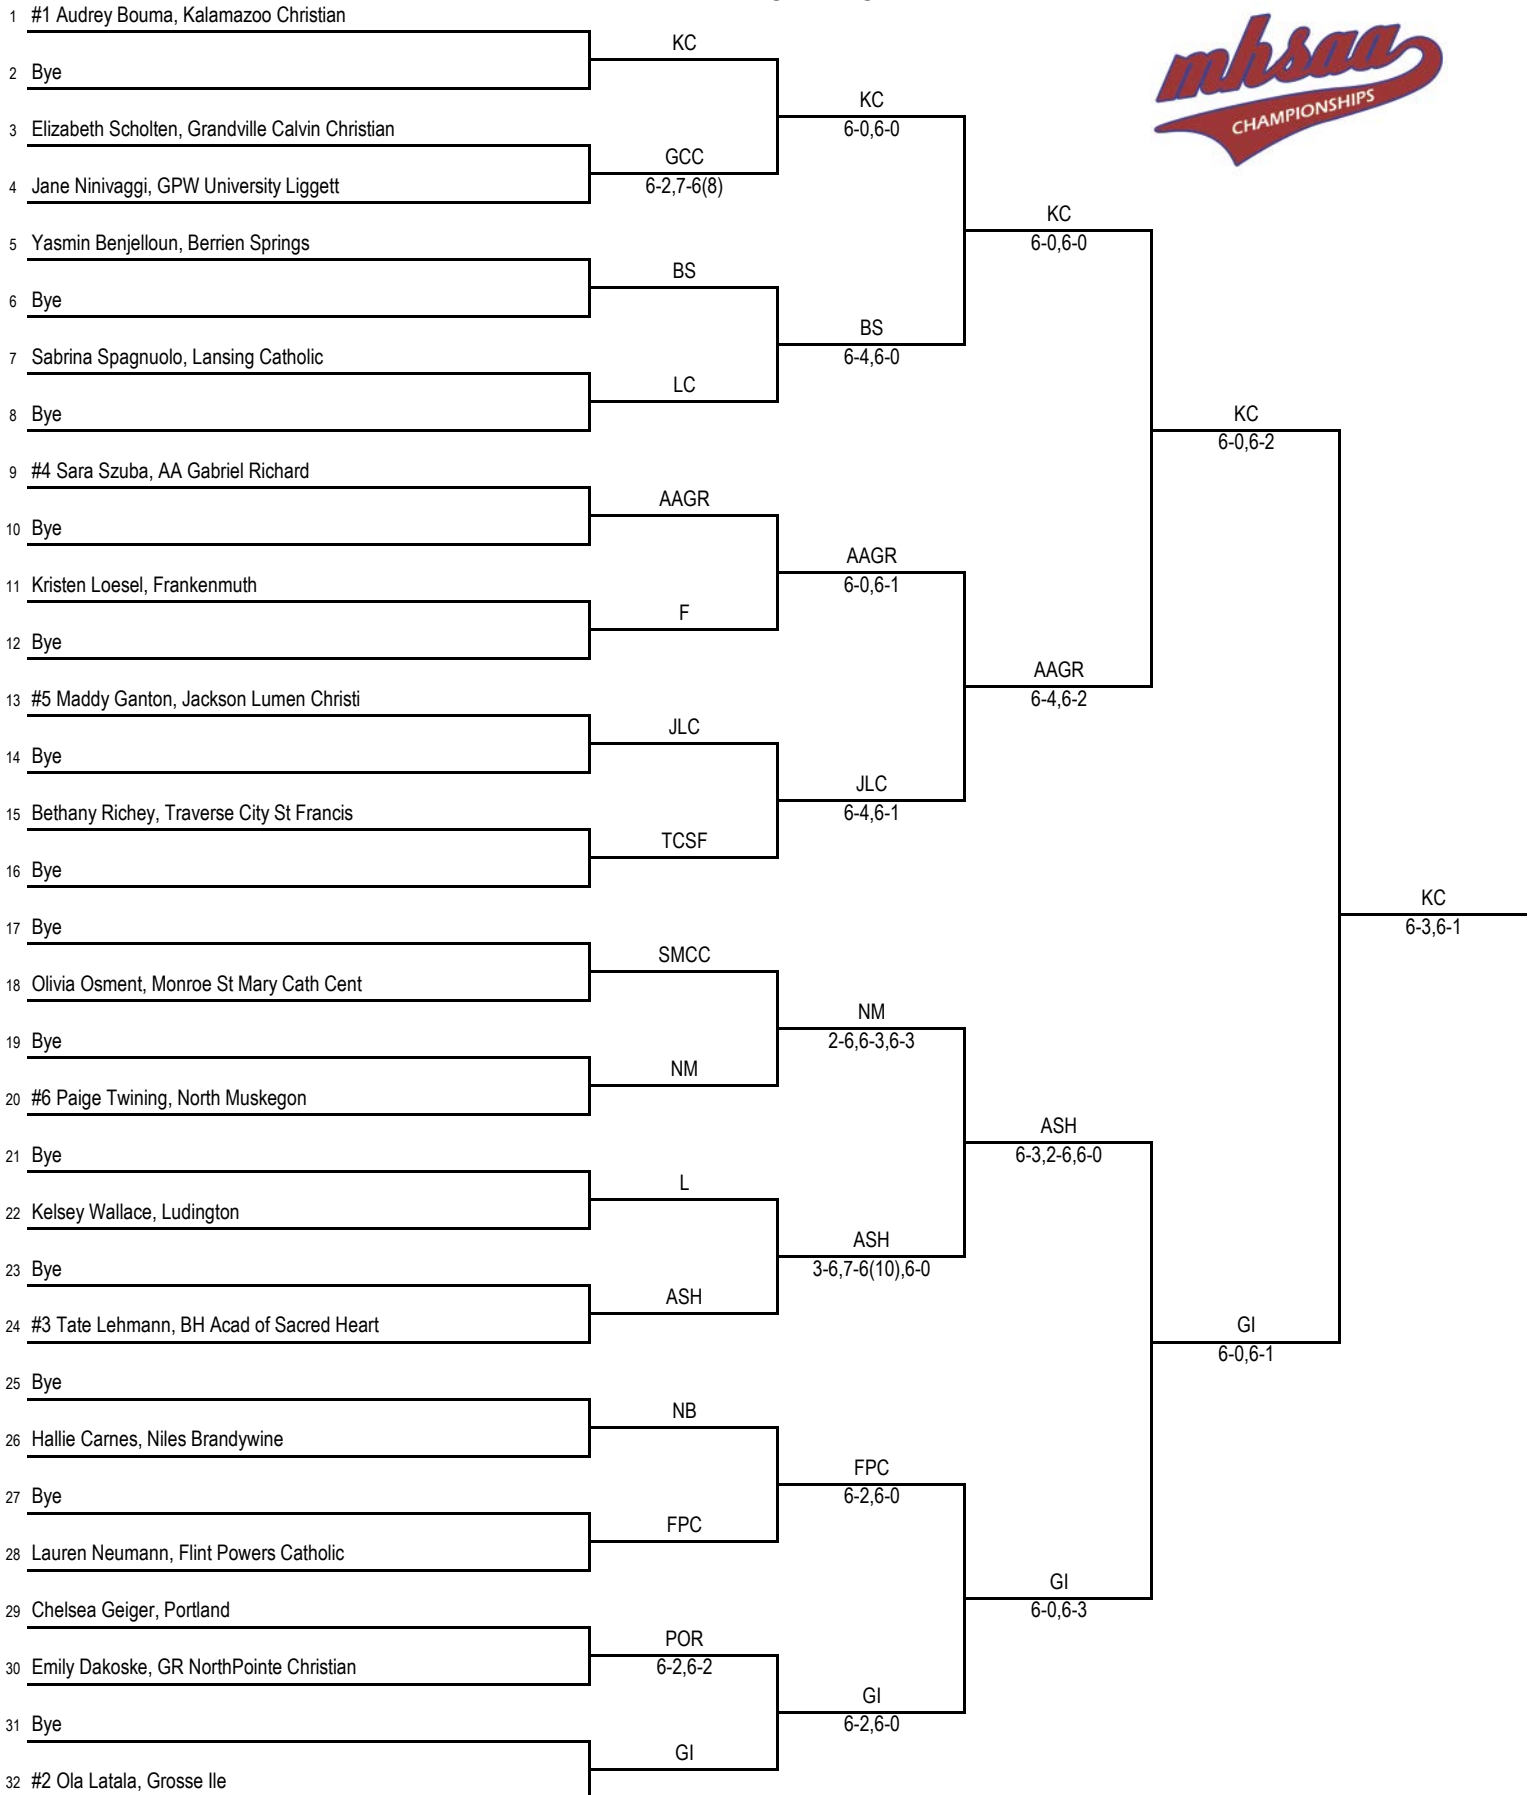 mhsaa
CHAMPIONSHIPS
1 #1 Audrey Bouma, Kalamazoo Christian
KC
2 Bye
KC
6-0,6-0
3 Elizabeth Scholten, Grandville Calvin Christian
GCC
6-2,7-6(8)
4 Jane Ninivaggi, GPW University Liggett
KC
6-0,6-0
5 Yasmin Benjelloun, Berrien Springs
BS
6 Bye
BS
6-4,6-0
7 Sabrina Spagnuolo, Lansing Catholic
LC
8 Bye
KC
6-0,6-2
9 #4 Sara Szuba, AA Gabriel Richard
AAGR
10 Bye
AAGR
6-0,6-1
11 Kristen Loesel, Frankenmuth
F
12 Bye
AAGR
6-4,6-2
13 #5 Maddy Ganton, Jackson Lumen Christi
JLC
14 Bye
JLC
6-4,6-1
15 Bethany Richey, Traverse City St Francis
TCSF
16 Bye
KC
6-3,6-1
17 Bye
SMCC
18 Olivia Osment, Monroe St Mary Cath Cent
NM
2-6,6-3,6-3
19 Bye
NM
20 #6 Paige Twining, North Muskegon
ASH
6-3,2-6,6-0
21 Bye
L
22 Kelsey Wallace, Ludington
ASH
3-6,7-6(10),6-0
23 Bye
ASH
24 #3 Tate Lehmann, BH Acad of Sacred Heart
GI
6-0,6-1
25 Bye
NB
26 Hallie Carnes, Niles Brandywine
FPC
6-2,6-0
27 Bye
FPC
28 Lauren Neumann, Flint Powers Catholic
GI
6-0,6-3
29 Chelsea Geiger, Portland
POR
6-2,6-2
30 Emily Dakoske, GR NorthPointe Christian
GI
6-2,6-0
31 Bye
GI
32 #2 Ola Latala, Grosse Ile